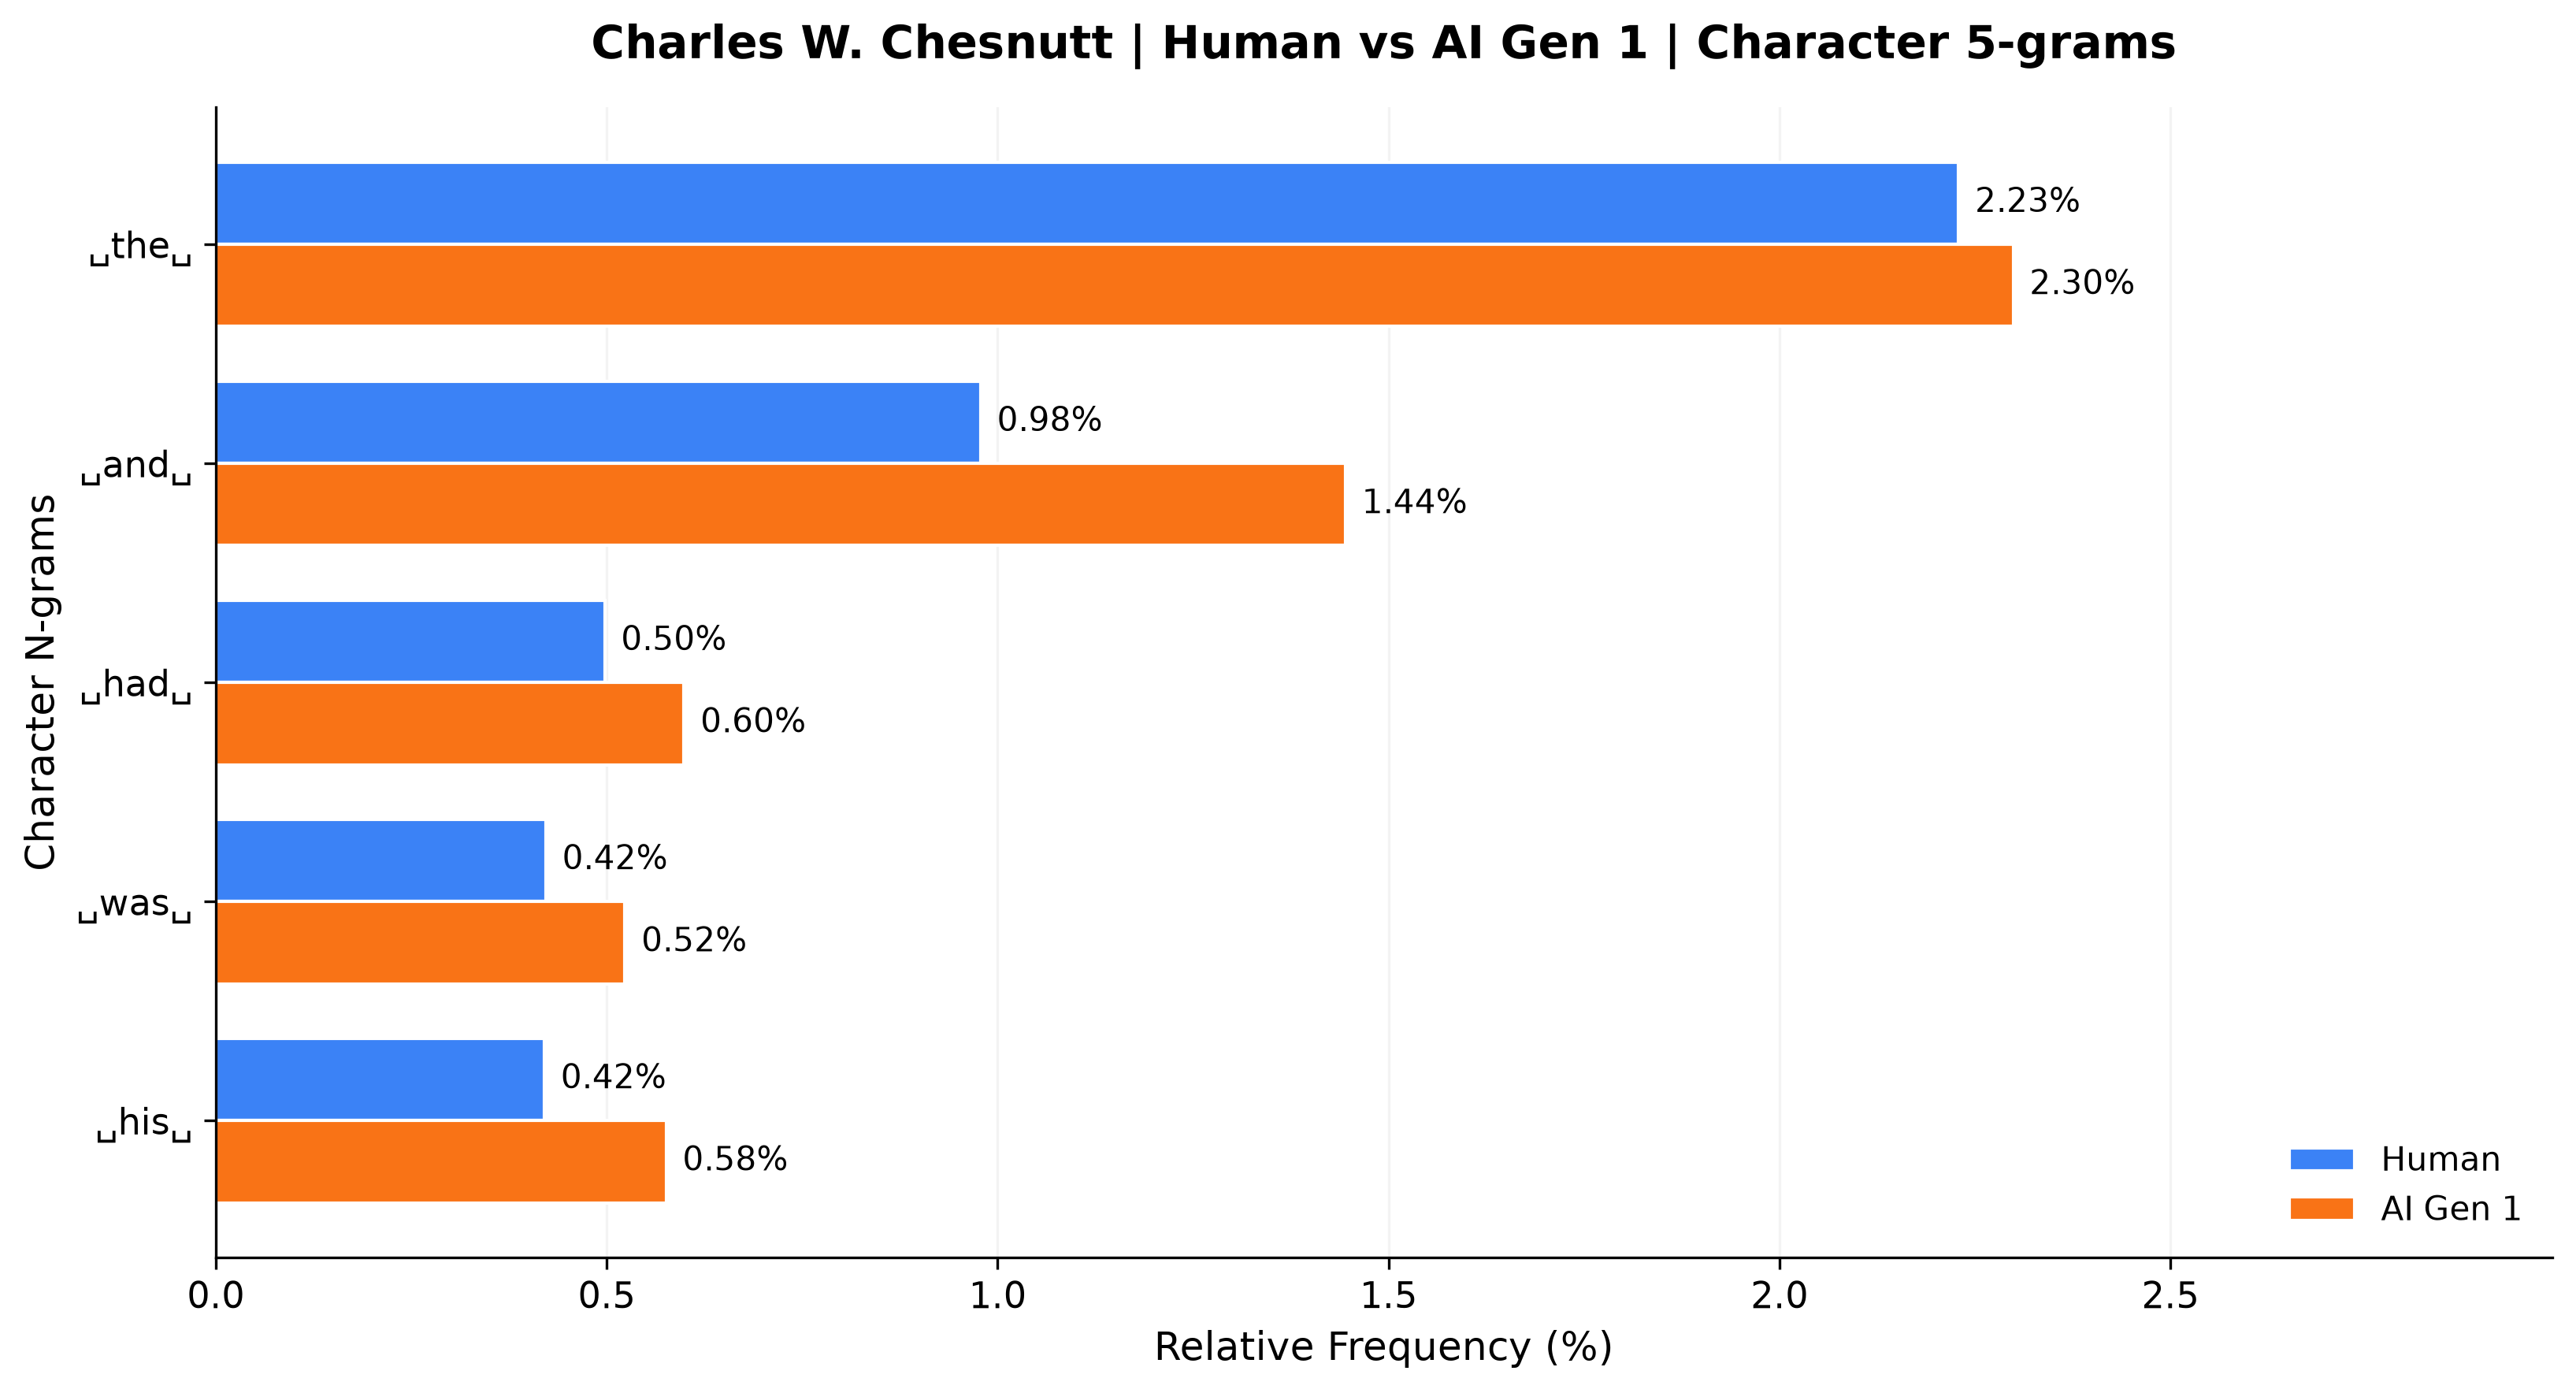 Charles W. Chesnutt | Human vs AI Gen 1 | Character 5-grams
Character N-grams
␣the␣
2.23%
2.30%
␣and␣
0.98%
1.44%
␣had␣
0.50%
0.60%
␣was␣
0.42%
0.52%
␣his␣
0.42%
0.58%
Human
AI Gen 1
0.0 0.5 1.0 1.5 2.0 2.5
Relative Frequency (%)